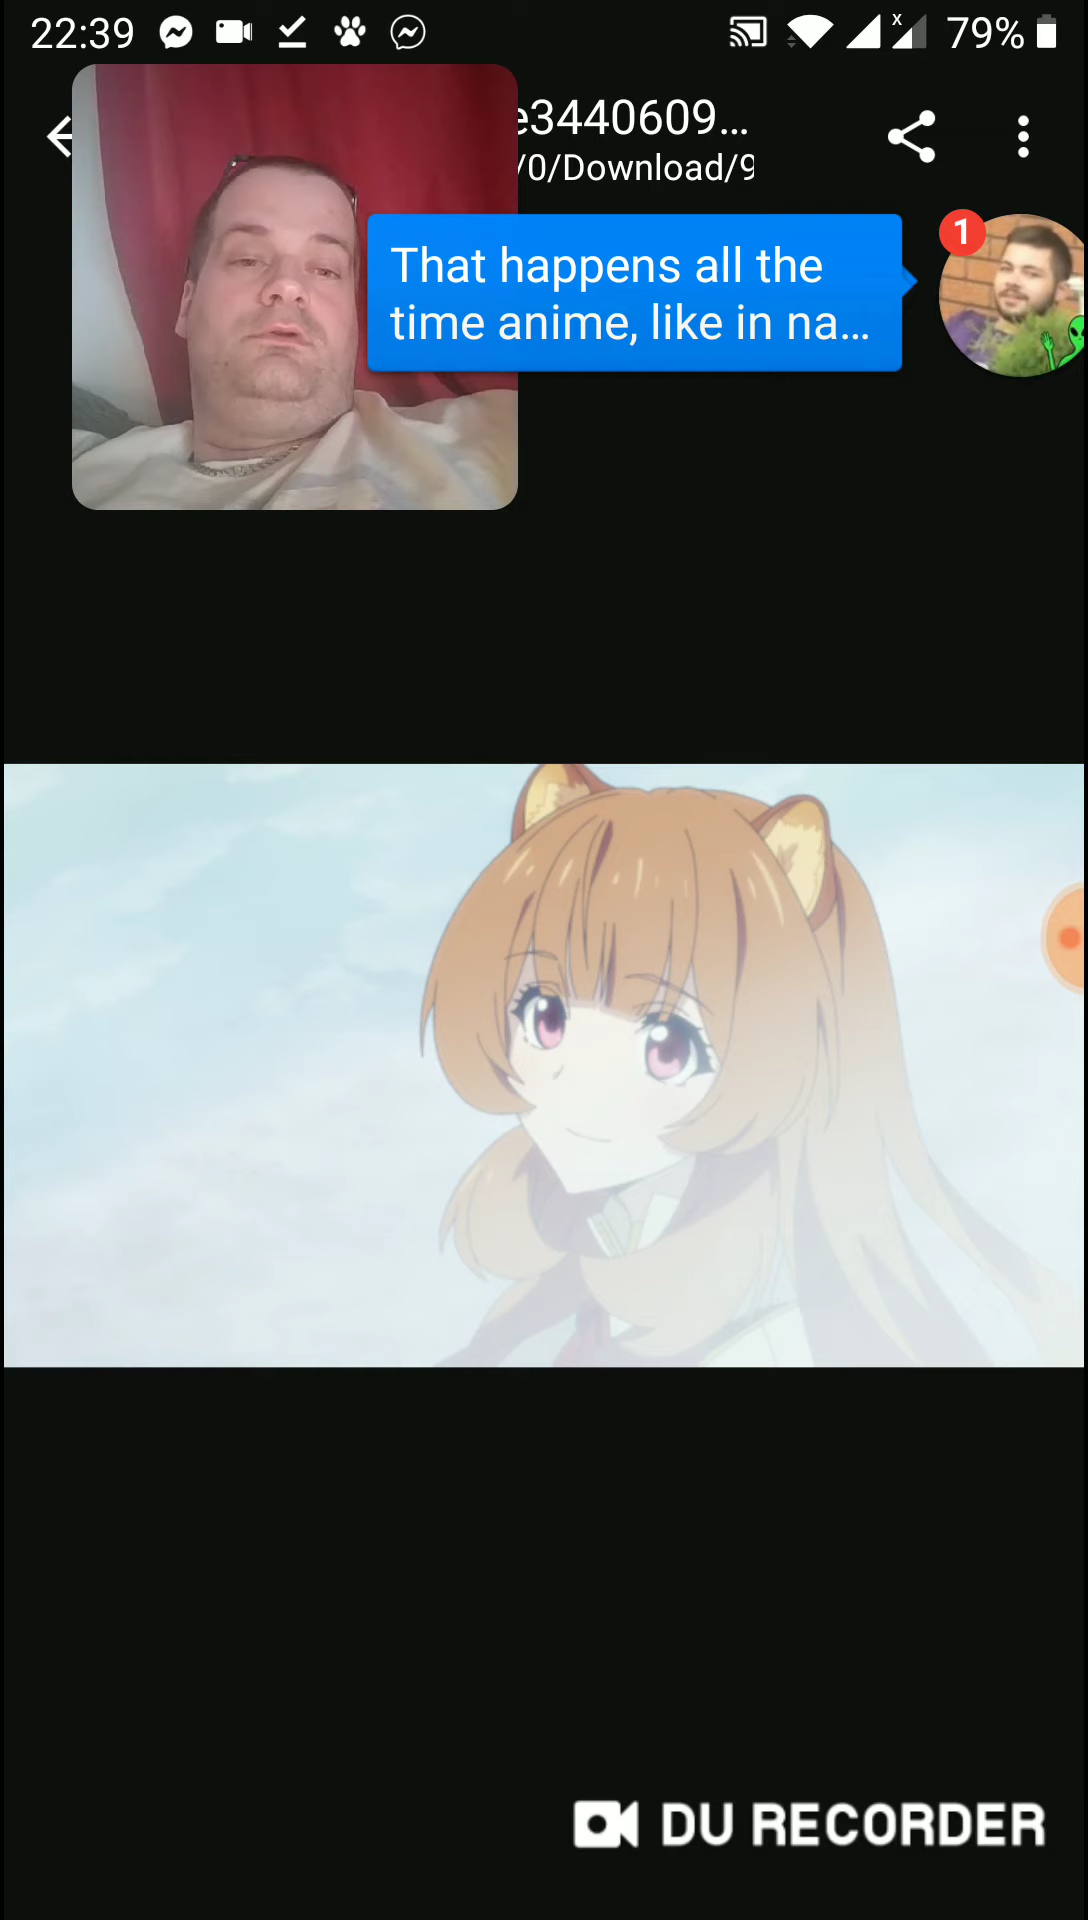 22:39
x
79%
e3440609...
/0/Download/9
1
That happens all the
time anime, like in na...
DU RECORDER